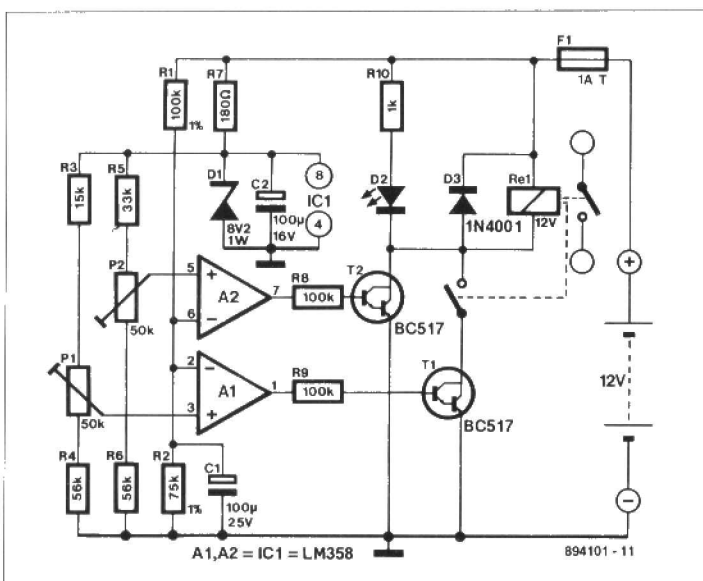 F1
1A T
R1
100k
1%
R7
180Ω
R10
1k
R3
15k
R5
33k
D1
8V2
1W
C2
100µ
16V
8
IC1
4
D2
D3
1N4001
Re1
12V
P2
50k
5
+
A2
7
6
−
R8
100k
T2
BC517
+
P1
50k
2
−
A1
1
3
+
R9
100k
T1
BC517
12V
R4
56k
R6
56k
R2
75k
1%
C1
100µ
25V
−
A1,A2 = IC1 = LM358
894101 - 11